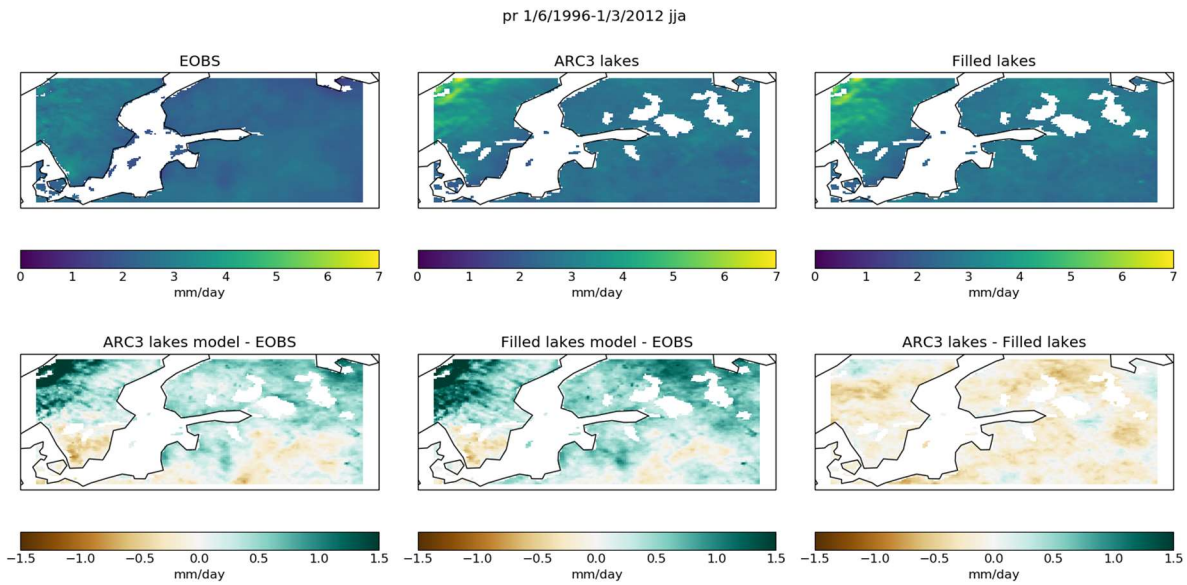 pr 1/6/1996-1/3/2012 jja
EOBS
ARC3 lakes
Filled lakes
0 1 2 3 4 5 6 7
0 1 2 3 4 5 6 7
0 1 2 3 4 5 6 7
mm/day
mm/day
mm/day
ARC3 lakes model - EOBS
Filled lakes model - EOBS
ARC3 lakes - Filled lakes
−1.5 −1.0 −0.5 0.0 0.5 1.0 1.5
−1.5 −1.0 −0.5 0.0 0.5 1.0 1.5
−1.5 −1.0 −0.5 0.0 0.5 1.0 1.5
mm/day
mm/day
mm/day